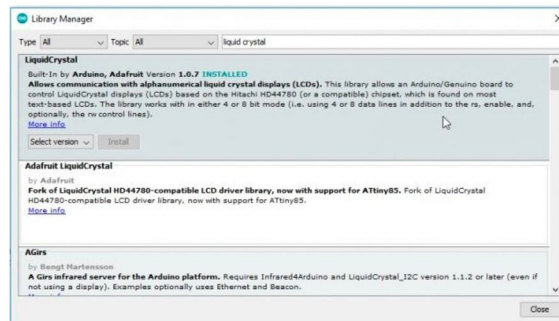 Library Manager
Type All Topic All liquid crystal
LiquidCrystal
Built-In by Arduino, Adafruit Version 1.0.7 INSTALLED
Allows communication with alphanumerical liquid crystal displays (LCDs). This library allows an Arduino/Genuino board to
control LiquidCrystal displays (LCDs) based on the Hitachi HD44780 (or a compatible) chipset, which is found on most
text-based LCDs. The library works with in either 4 or 8 bit mode (i.e. using 4 or 8 data lines in addition to the rs, enable, and,
optionally, the rw control lines).
More info
Select version Install
Adafruit LiquidCrystal
by Adafruit
Fork of LiquidCrystal HD44780-compatible LCD driver library, now with support for ATtiny85. Fork of LiquidCrystal
HD44780-compatible LCD driver library, now with support for ATtiny85.
More info
AGirs
by Bengt Martensson
A Girs infrared server for the Arduino platform. Requires Infrared4Arduino and LiquidCrystal_I2C version 1.1.2 or later (even if
not using a display). Examples optionally uses Ethernet and Beacon.
Close